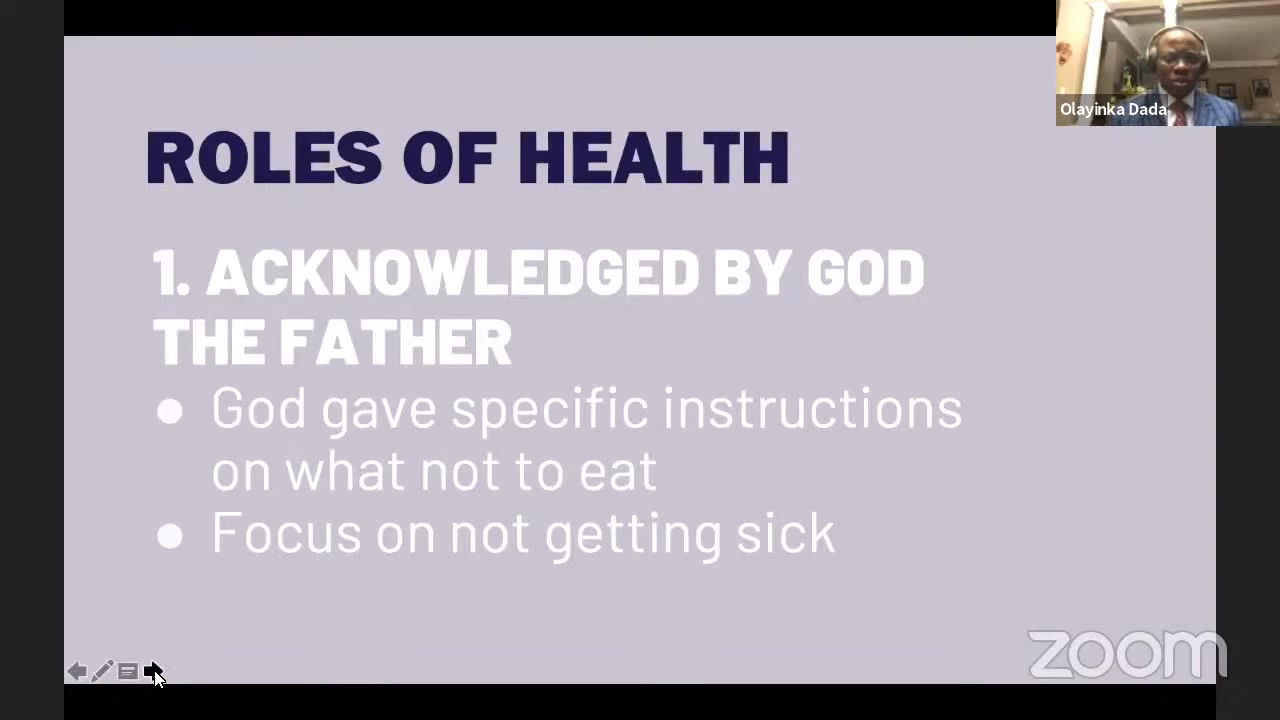 Olayinka Dada
ROLES OF HEALTH
1. ACKNOWLEDGED BY GOD
THE FATHER
● God gave specific instructions
on what not to eat
● Focus on not getting sick
zoom